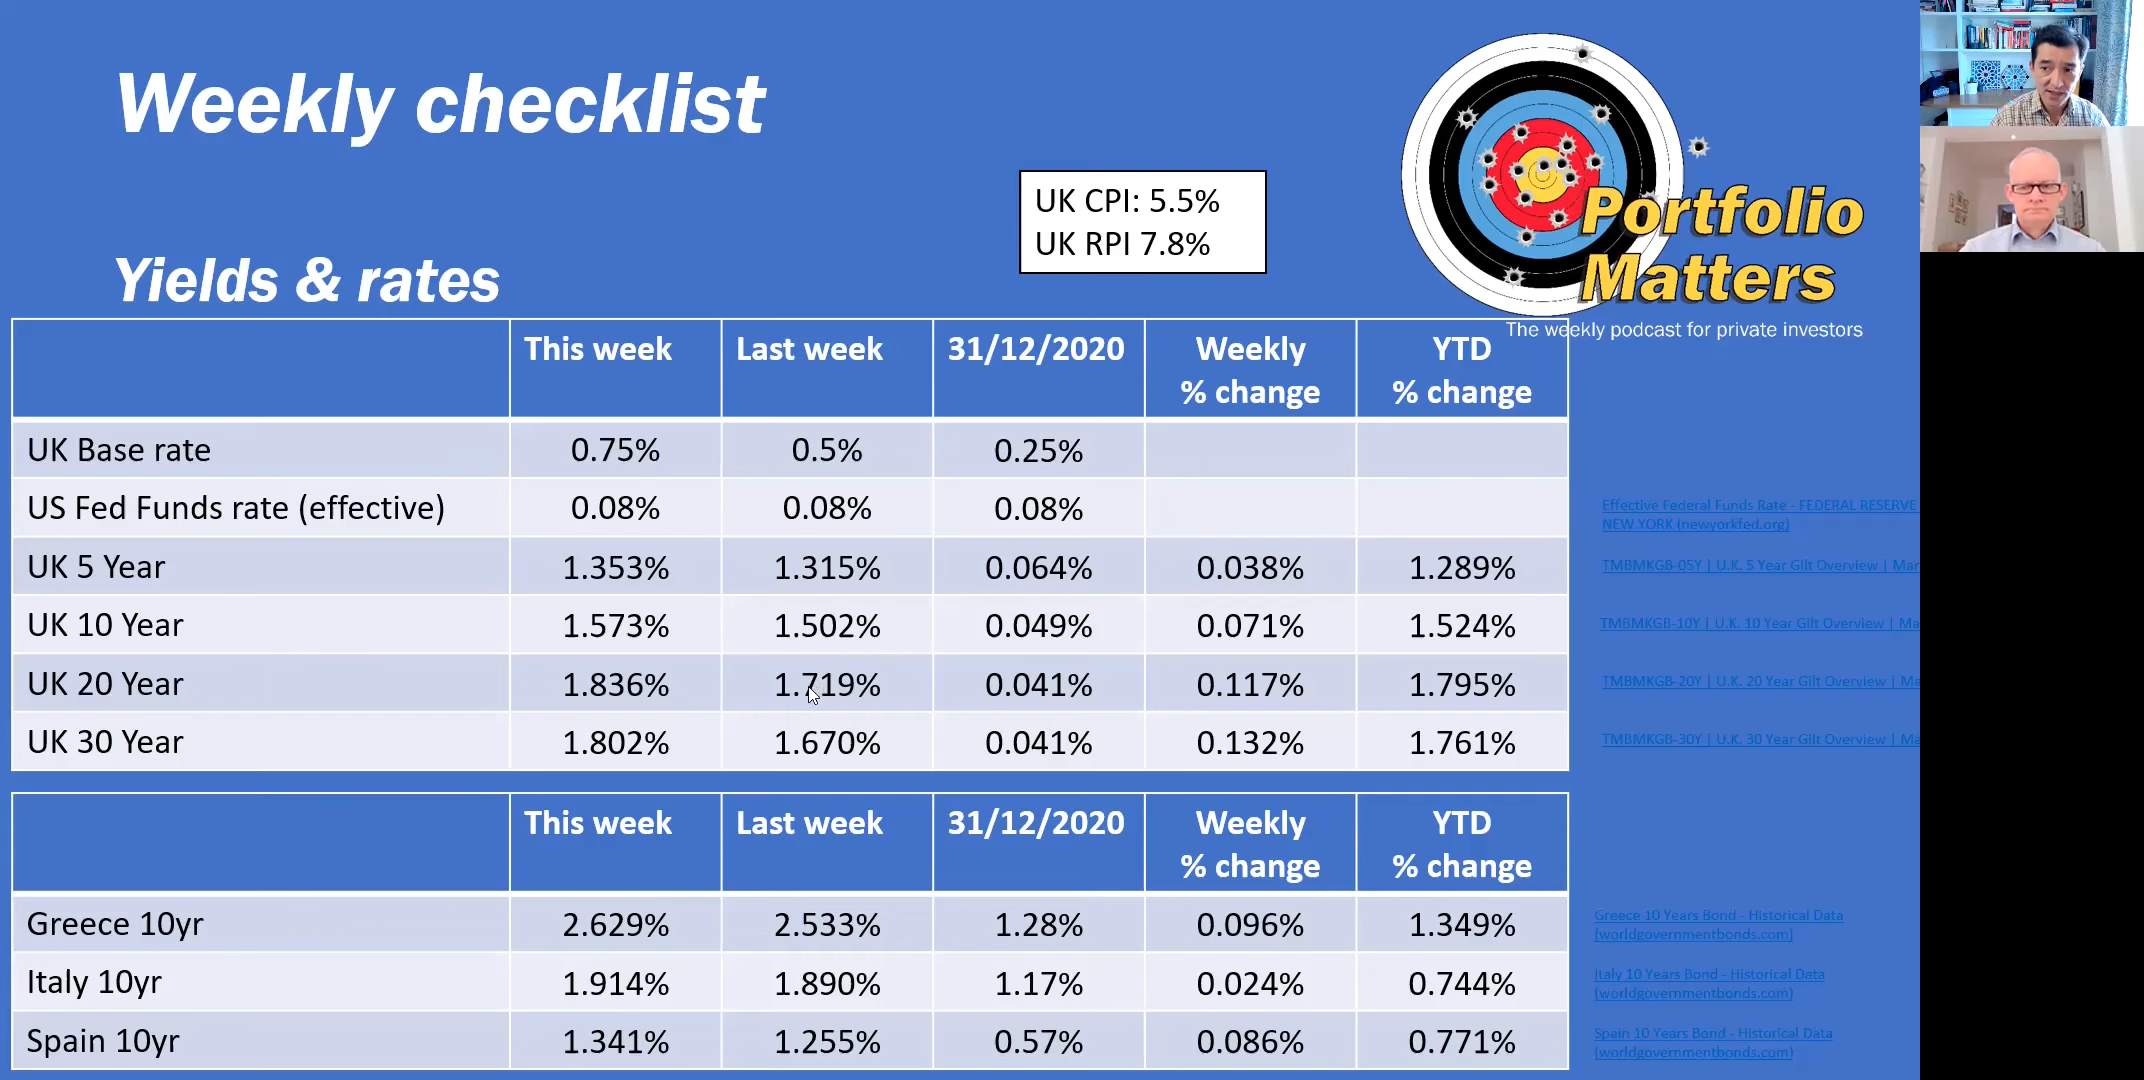 Weekly checklist
UK CPI: 5.5%
UK RPI 7.8%
Portfolio
Matters
The weekly podcast for private investors
Yields & rates
This week Last week 31/12/2020 Weekly % change YTD % change
UK Base rate 0.75% 0.5% 0.25%
US Fed Funds rate (effective) 0.08% 0.08% 0.08%
UK 5 Year 1.353% 1.315% 0.064% 0.038% 1.289%
UK 10 Year 1.573% 1.502% 0.049% 0.071% 1.524%
UK 20 Year 1.836% 1.719% 0.041% 0.117% 1.795%
UK 30 Year 1.802% 1.670% 0.041% 0.132% 1.761%
Effective Federal Funds Rate - FEDERAL RESERVE
NEW YORK (newyorkfed.org)
TMBMKGB-05Y | U.K. 5 Year Gilt Overview | Mar
TMBMKGB-10Y | U.K. 10 Year Gilt Overview | Ma
TMBMKGB-20Y | U.K. 20 Year Gilt Overview | Ma
TMBMKGB-30Y | U.K. 30 Year Gilt Overview | Ma
This week Last week 31/12/2020 Weekly % change YTD % change
Greece 10yr 2.629% 2.533% 1.28% 0.096% 1.349%
Italy 10yr 1.914% 1.890% 1.17% 0.024% 0.744%
Spain 10yr 1.341% 1.255% 0.57% 0.086% 0.771%
Greece 10 Years Bond - Historical Data
(worldgovernmentbonds.com)
Italy 10 Years Bond - Historical Data
(worldgovernmentbonds.com)
Spain 10 Years Bond - Historical Data
(worldgovernmentbonds.com)